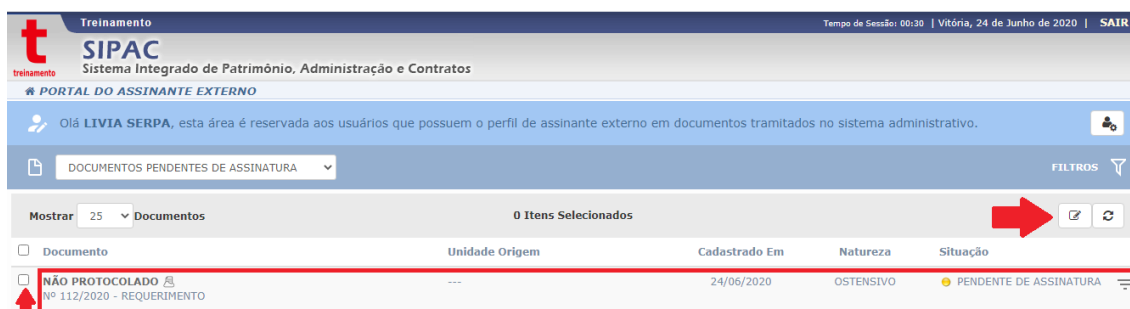 Treinamento
Tempo de Sessão: 00:30 | Vitória, 24 de Junho de 2020 | SAIR
t
treinamento
SIPAC
Sistema Integrado de Patrimônio, Administração e Contratos
PORTAL DO ASSINANTE EXTERNO
Olá LIVIA SERPA, esta área é reservada aos usuários que possuem o perfil de assinante externo em documentos tramitados no sistema administrativo.
DOCUMENTOS PENDENTES DE ASSINATURA
FILTROS
Mostrar 25 Documentos 0 Itens Selecionados
Documento Unidade Origem Cadastrado Em Natureza Situação
NÃO PROTOCOLADO --- 24/06/2020 OSTENSIVO PENDENTE DE ASSINATURA
Nº 112/2020 - REQUERIMENTO